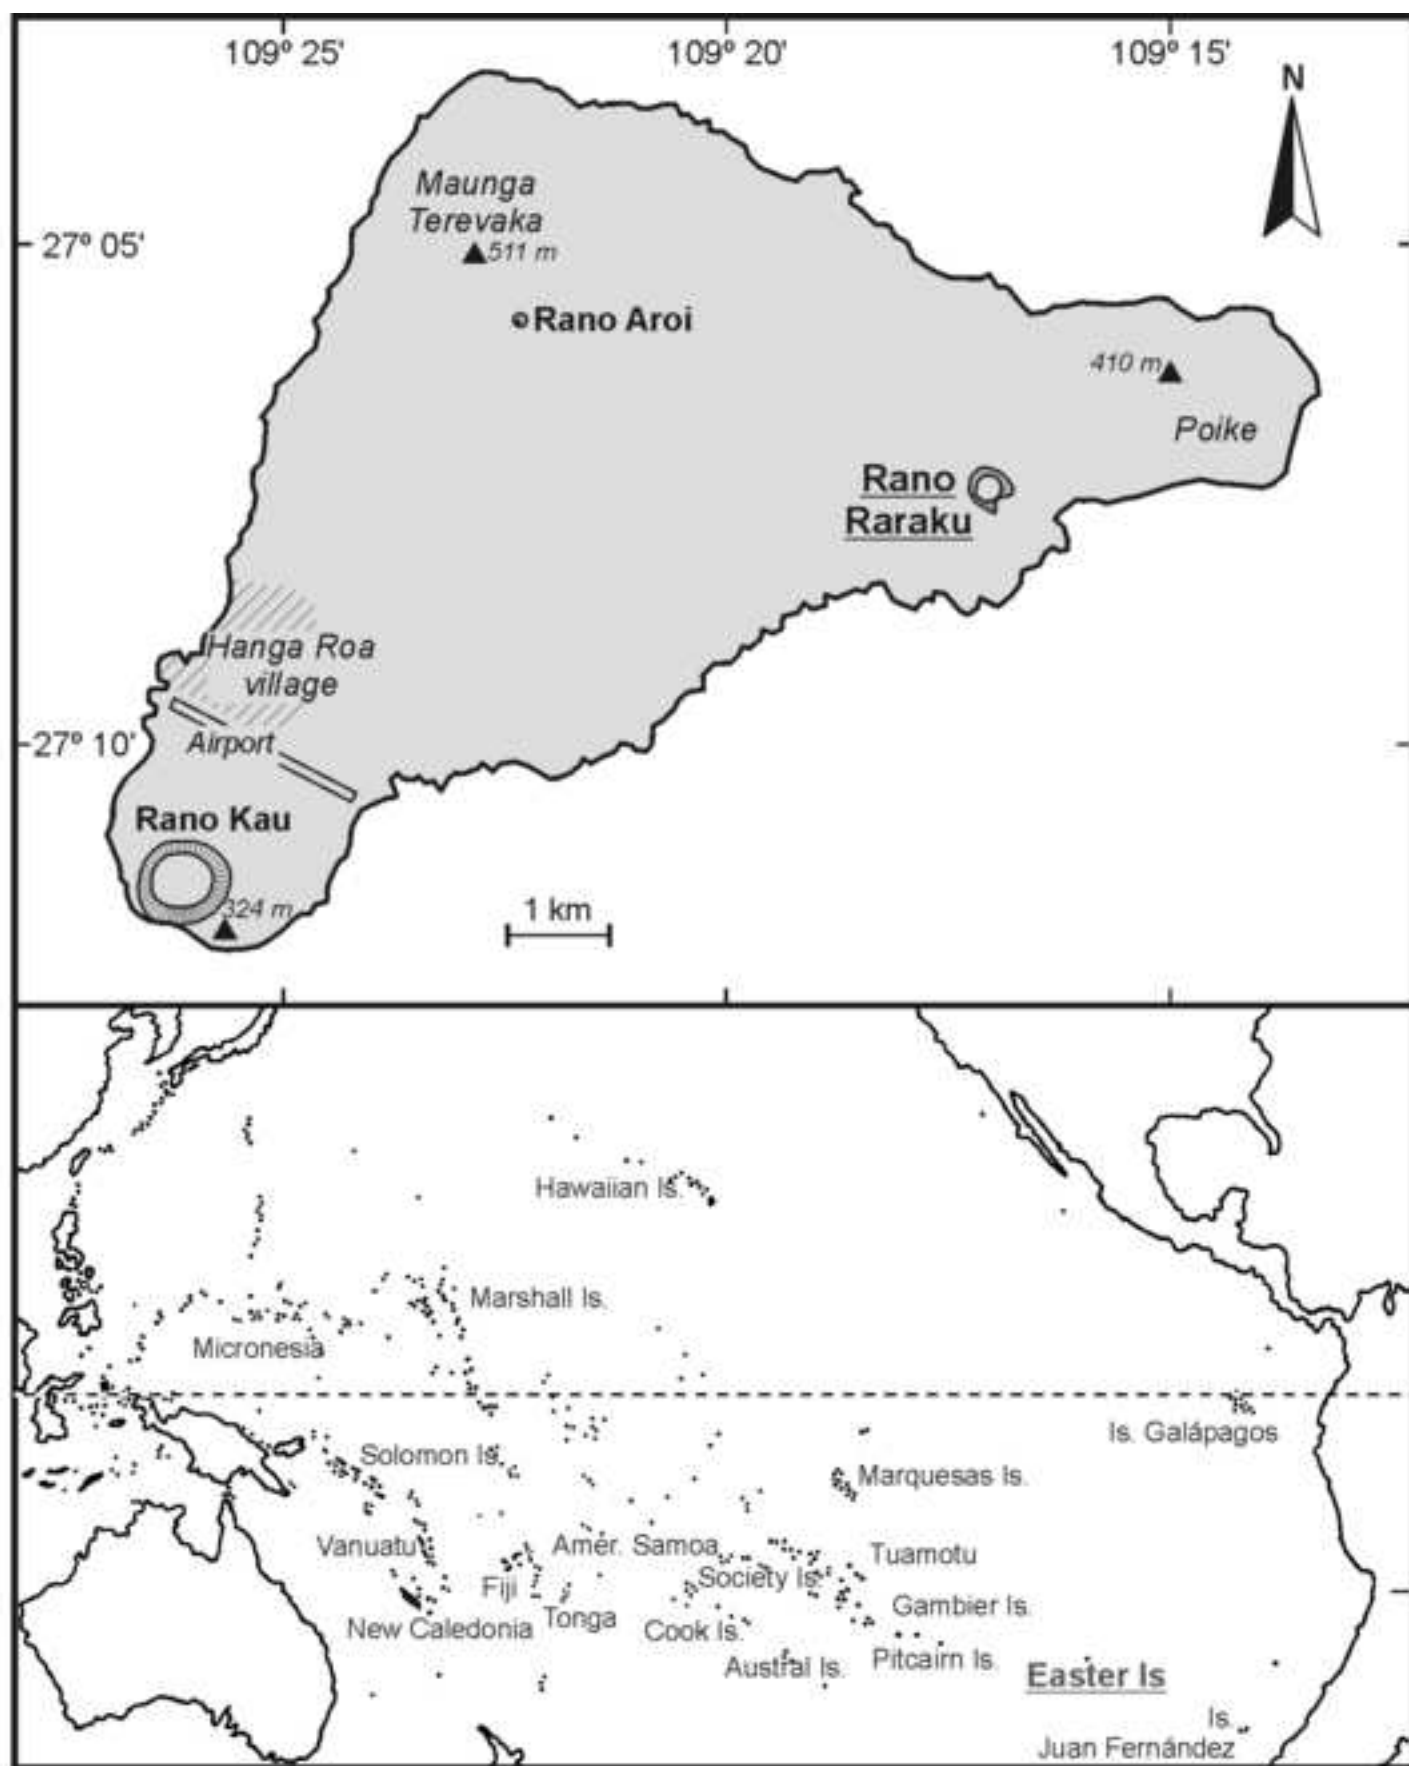 109º 25'
109º 20'
109º 15'
N
Maunga
Terevaka
27º 05'
511 m
Rano Aroi
410 m
Poike
Rano
Raraku
Hanga Roa
village
27º 10'
Airport
Rano Kau
324 m
1 km
Hawaiian Is.
Marshall Is.
Micronesia
Is. Galápagos
Solomon Is.
Marquesas Is.
Vanuatu
Amer. Samoa
Tuamotu
Fiji
Society Is.
Tonga
Gambier Is.
New Caledonia
Cook Is.
Austral Is.
Pitcairn Is.
Easter Is
Is.
Juan Fernández